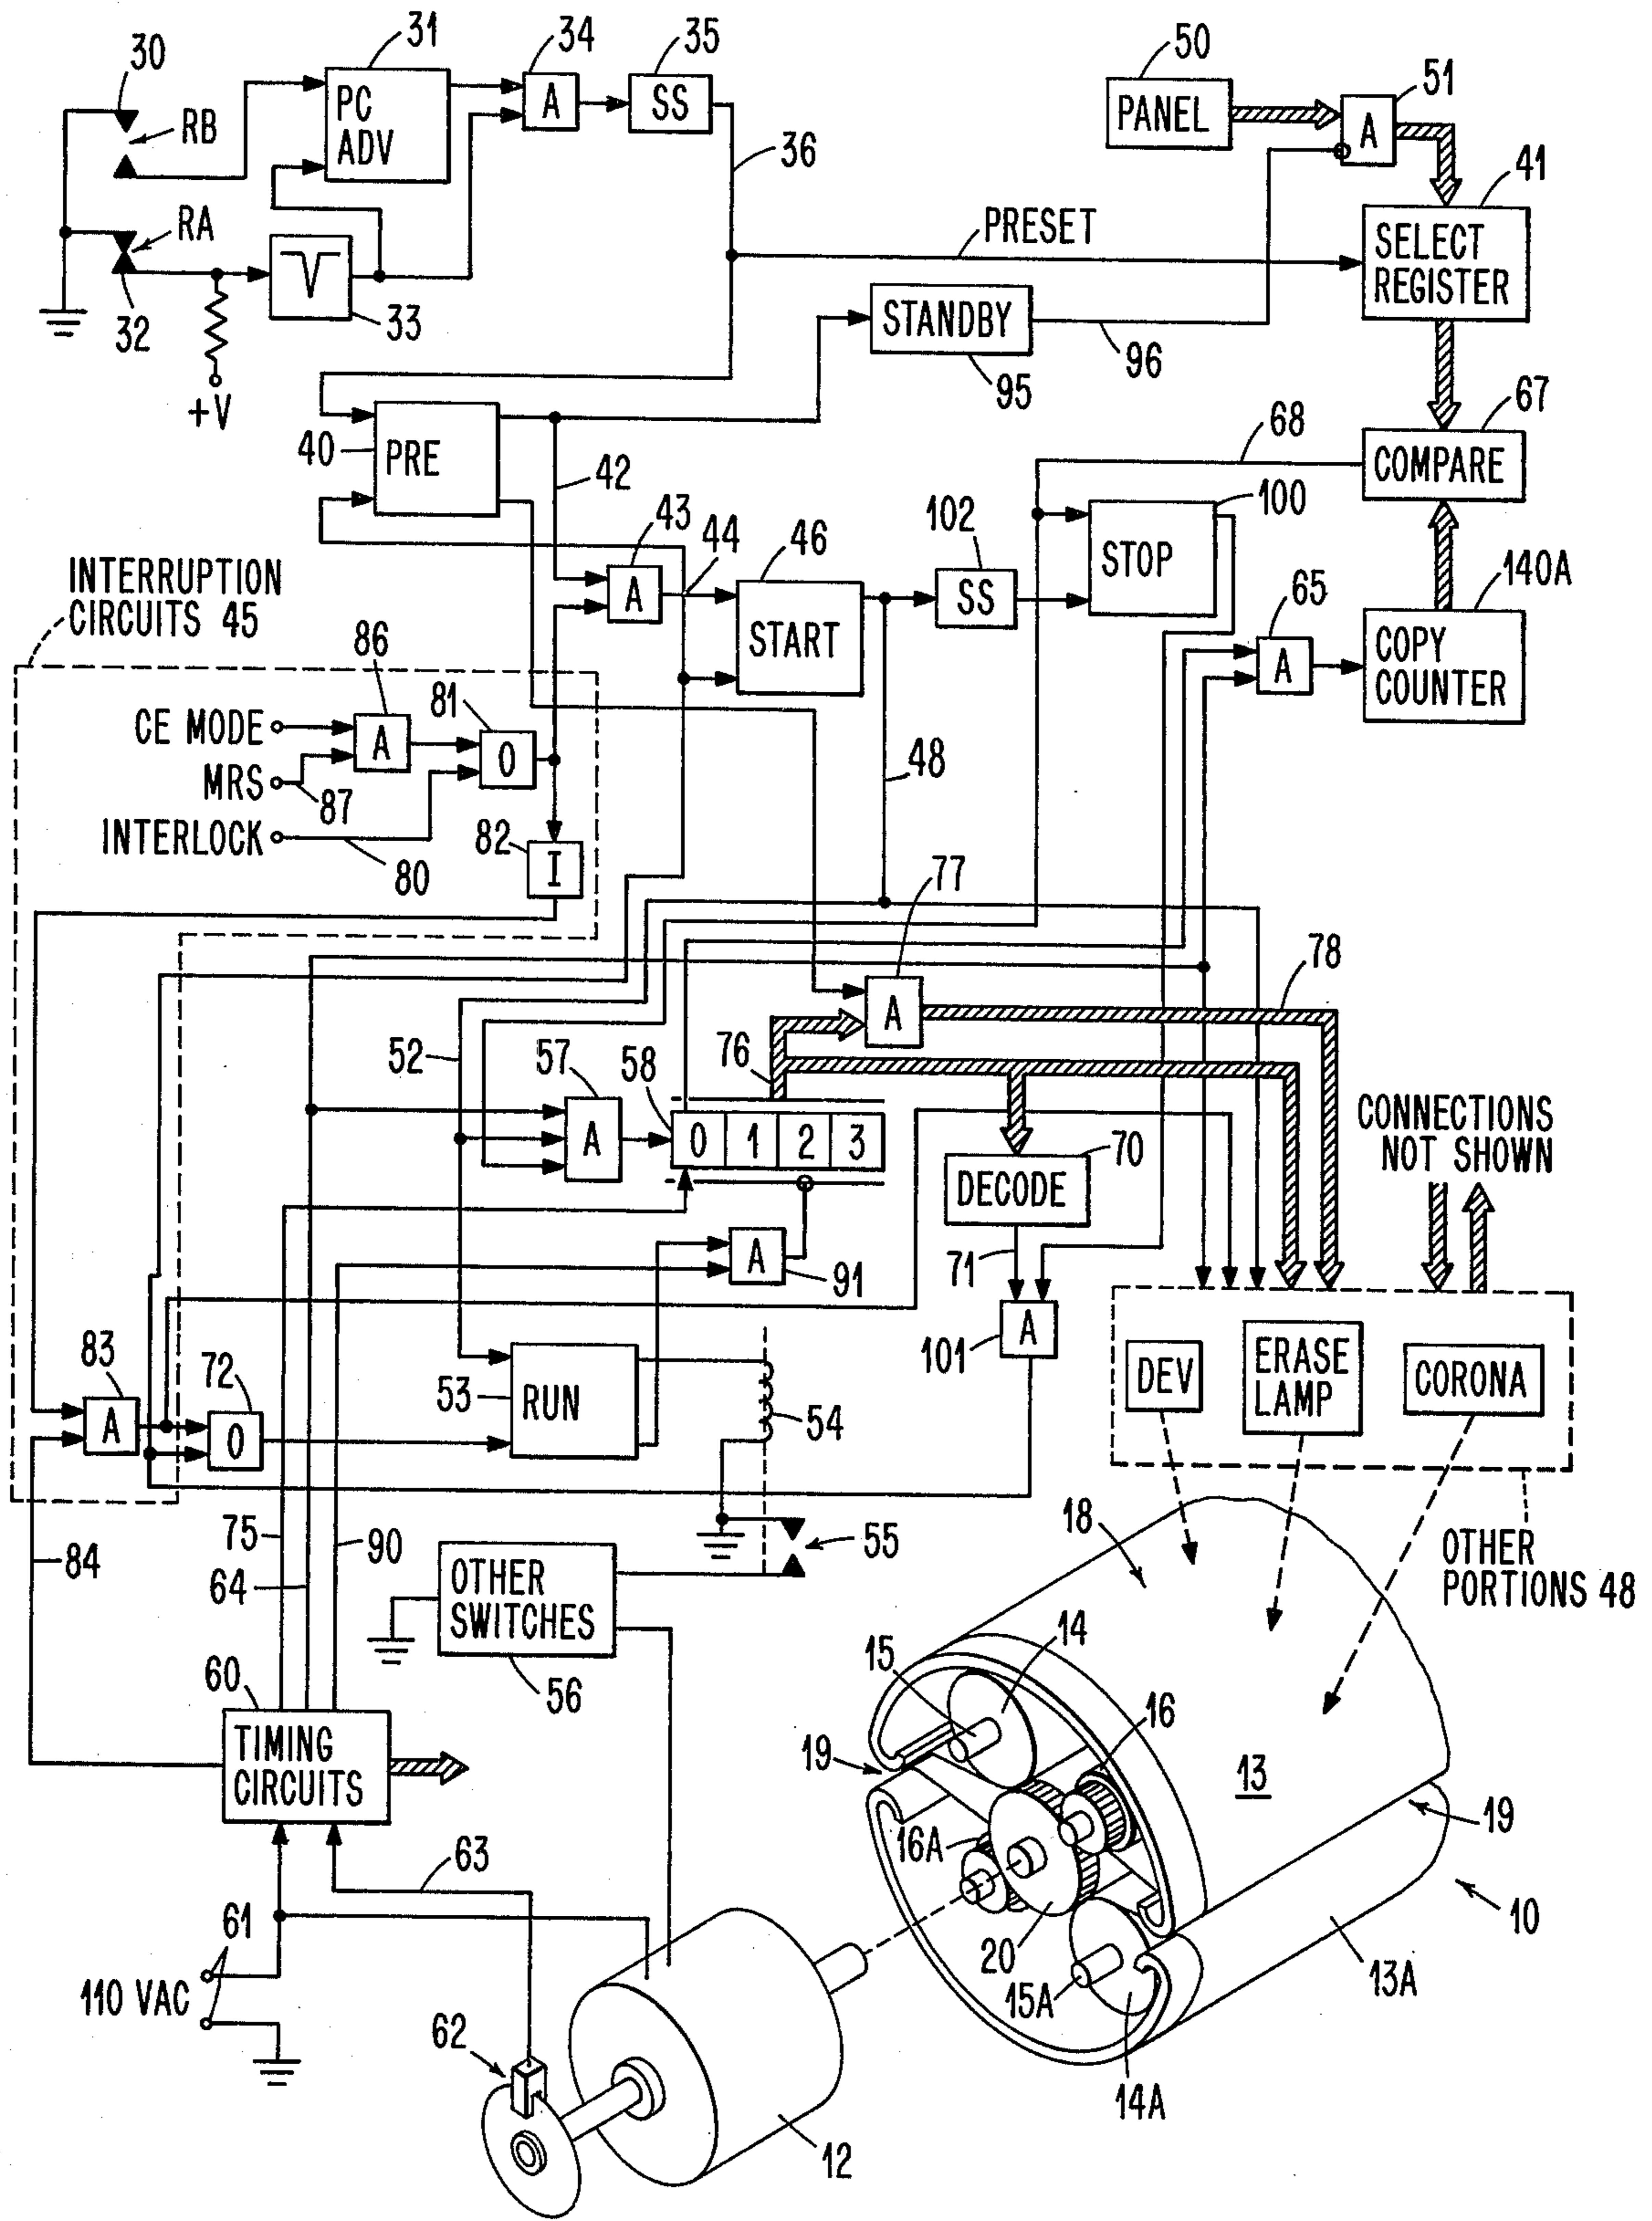 31
34
35
30
PC
ADV
A
SS
50
PANEL
51
A
RB
36
41
RA
PRESET
SELECT
REGISTER
32
33
+V
STANDBY
95
96
40
PRE
42
68
67
COMPARE
43
44
46
102
100
A
START
SS
STOP
65
140A
A
COPY
COUNTER
INTERRUPTION
CIRCUITS 45
86
81
CE MODE
A
O
MRS
87
INTERLOCK
80
82
I
48
77
78
A
52
57
58
76
A
0 1 2 3
70
DECODE
71
CONNECTIONS
NOT SHOWN
A
91
101
A
83
72
A
O
53
RUN
54
DEV
ERASE
LAMP
CORONA
75
90
84
64
55
OTHER
SWITCHES
56
18
OTHER
PORTIONS 48
60
TIMING
CIRCUITS
15
14
16
19
13
19
16A
63
61
110 VAC
20
15A
10
13A
62
14A
12